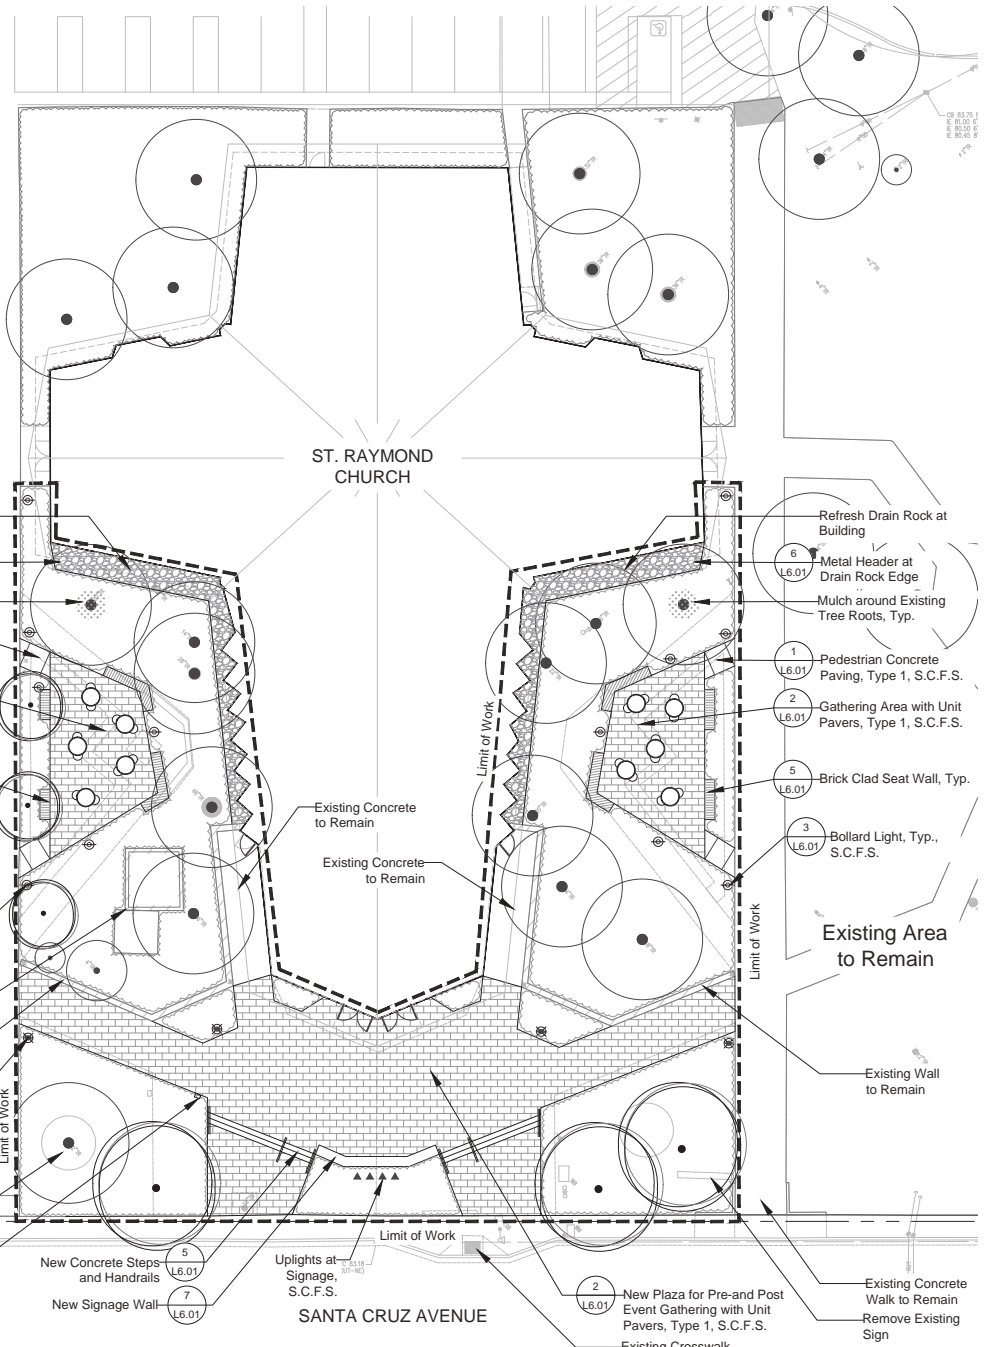 ST. RAYMOND
CHURCH
Refresh Drain Rock at
Building
6
L6.01
Metal Header at
Drain Rock Edge
Mulch around Existing
Tree Roots, Typ.
1
L6.01
Pedestrian Concrete
Paving, Type 1, S.C.F.S.
2
L6.01
Gathering Area with Unit
Pavers, Type 1, S.C.F.S.
5
L6.01
Brick Clad Seat Wall, Typ.
3
L6.01
Bollard Light, Typ.,
S.C.F.S.
Limit of Work
Existing Concrete
to Remain
Existing Concrete
to Remain
Limit of Work
Existing Area
to Remain
Existing Wall
to Remain
Limit of Work
Limit of Work
New Concrete Steps
and Handrails
5
L6.01
New Signage Wall
7
L6.01
Uplights at
Signage,
S.C.F.S.
SANTA CRUZ AVENUE
2
L6.01
New Plaza for Pre-and Post
Event Gathering with Unit
Pavers, Type 1, S.C.F.S.
Existing Crosswalk
Existing Concrete
Walk to Remain
Remove Existing
Sign